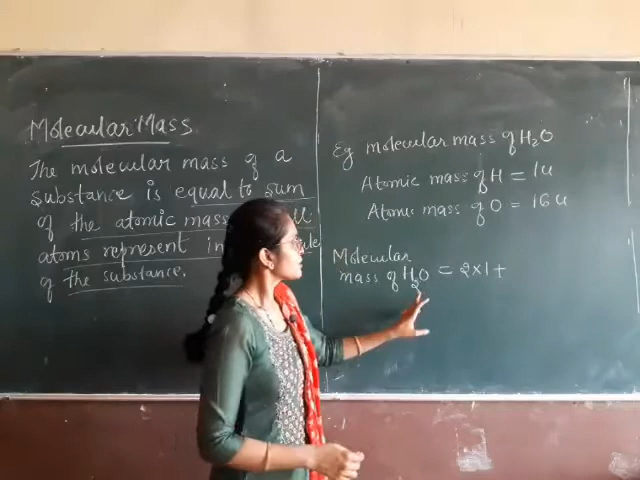 Molecular Mass
The molecular mass of a
substance is equal to sum
of the atomic mass
atoms represent in
of the substance.
Eg molecular mass of H₂O
Atomic mass of H = 1u
Atomic mass of O = 16u
Molecular
mass of H₂O = 2×1+